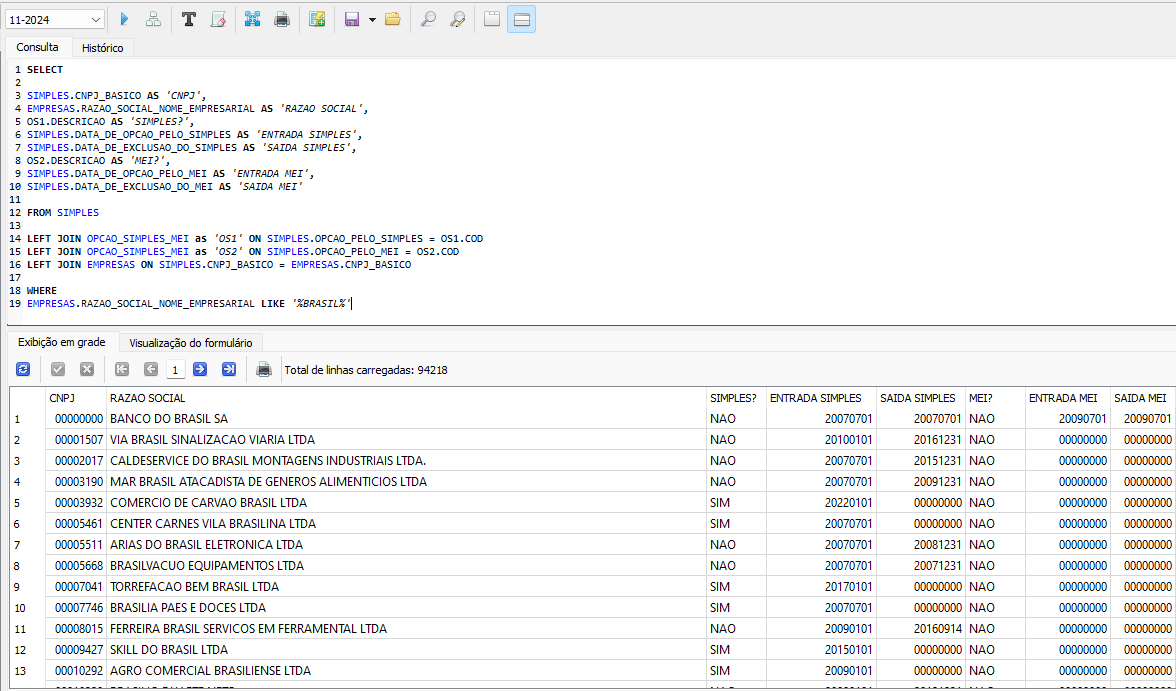 11-2024
Consulta Histórico
1 SELECT
2
3 SIMPLES.CNPJ_BASICO AS 'CNPJ',
4 EMPRESAS.RAZAO_SOCIAL_NOME_EMPRESARIAL AS 'RAZAO SOCIAL',
5 OS1.DESCRICAO AS 'SIMPLES?',
6 SIMPLES.DATA_DE_OPCAO_PELO_SIMPLES AS 'ENTRADA SIMPLES',
7 SIMPLES.DATA_DE_EXCLUSAO_DO_SIMPLES AS 'SAIDA SIMPLES',
8 OS2.DESCRICAO AS 'MEI?',
9 SIMPLES.DATA_DE_OPCAO_PELO_MEI AS 'ENTRADA MEI',
10 SIMPLES.DATA_DE_EXCLUSAO_DO_MEI AS 'SAIDA MEI'
11
12 FROM SIMPLES
13
14 LEFT JOIN OPCAO_SIMPLES_MEI as 'OS1' ON SIMPLES.OPCAO_PELO_SIMPLES = OS1.COD
15 LEFT JOIN OPCAO_SIMPLES_MEI as 'OS2' ON SIMPLES.OPCAO_PELO_MEI = OS2.COD
16 LEFT JOIN EMPRESAS ON SIMPLES.CNPJ_BASICO = EMPRESAS.CNPJ_BASICO
17
18 WHERE
19 EMPRESAS.RAZAO_SOCIAL_NOME_EMPRESARIAL LIKE '%BRASIL%'
Exibição em grade Visualização do formulário
1 Total de linhas carregadas: 94218
CNPJ RAZAO SOCIAL SIMPLES? ENTRADA SIMPLES SAIDA SIMPLES MEI? ENTRADA MEI SAIDA MEI
1 00000000 BANCO DO BRASIL SA NAO 20070701 20070701 NAO 20090701 20090701
2 00001507 VIA BRASIL SINALIZACAO VIARIA LTDA NAO 20100101 20161231 NAO 00000000 00000000
3 00002017 CALDESERVICE DO BRASIL MONTAGENS INDUSTRIAIS LTDA. NAO 20070701 20151231 NAO 00000000 00000000
4 00003190 MAR BRASIL ATACADISTA DE GENEROS ALIMENTICIOS LTDA NAO 20070701 20091231 NAO 00000000 00000000
5 00003932 COMERCIO DE CARVAO BRASIL LTDA SIM 20220101 00000000 NAO 00000000 00000000
6 00005461 CENTER CARNES VILA BRASILINA LTDA SIM 20070701 00000000 NAO 00000000 00000000
7 00005511 ARIAS DO BRASIL ELETRONICA LTDA NAO 20070701 20081231 NAO 00000000 00000000
8 00005668 BRASILVACUO EQUIPAMENTOS LTDA NAO 20070701 20071231 NAO 00000000 00000000
9 00007041 TORREFACAO BEM BRASIL LTDA SIM 20170101 00000000 NAO 00000000 00000000
10 00007746 BRASILIA PAES E DOCES LTDA SIM 20070701 00000000 NAO 00000000 00000000
11 00008015 FERREIRA BRASIL SERVICOS EM FERRAMENTAL LTDA NAO 20090101 20160914 NAO 00000000 00000000
12 00009427 SKILL DO BRASIL LTDA SIM 20150101 00000000 NAO 00000000 00000000
13 00010292 AGRO COMERCIAL BRASILIENSE LTDA SIM 20090101 00000000 NAO 00000000 00000000